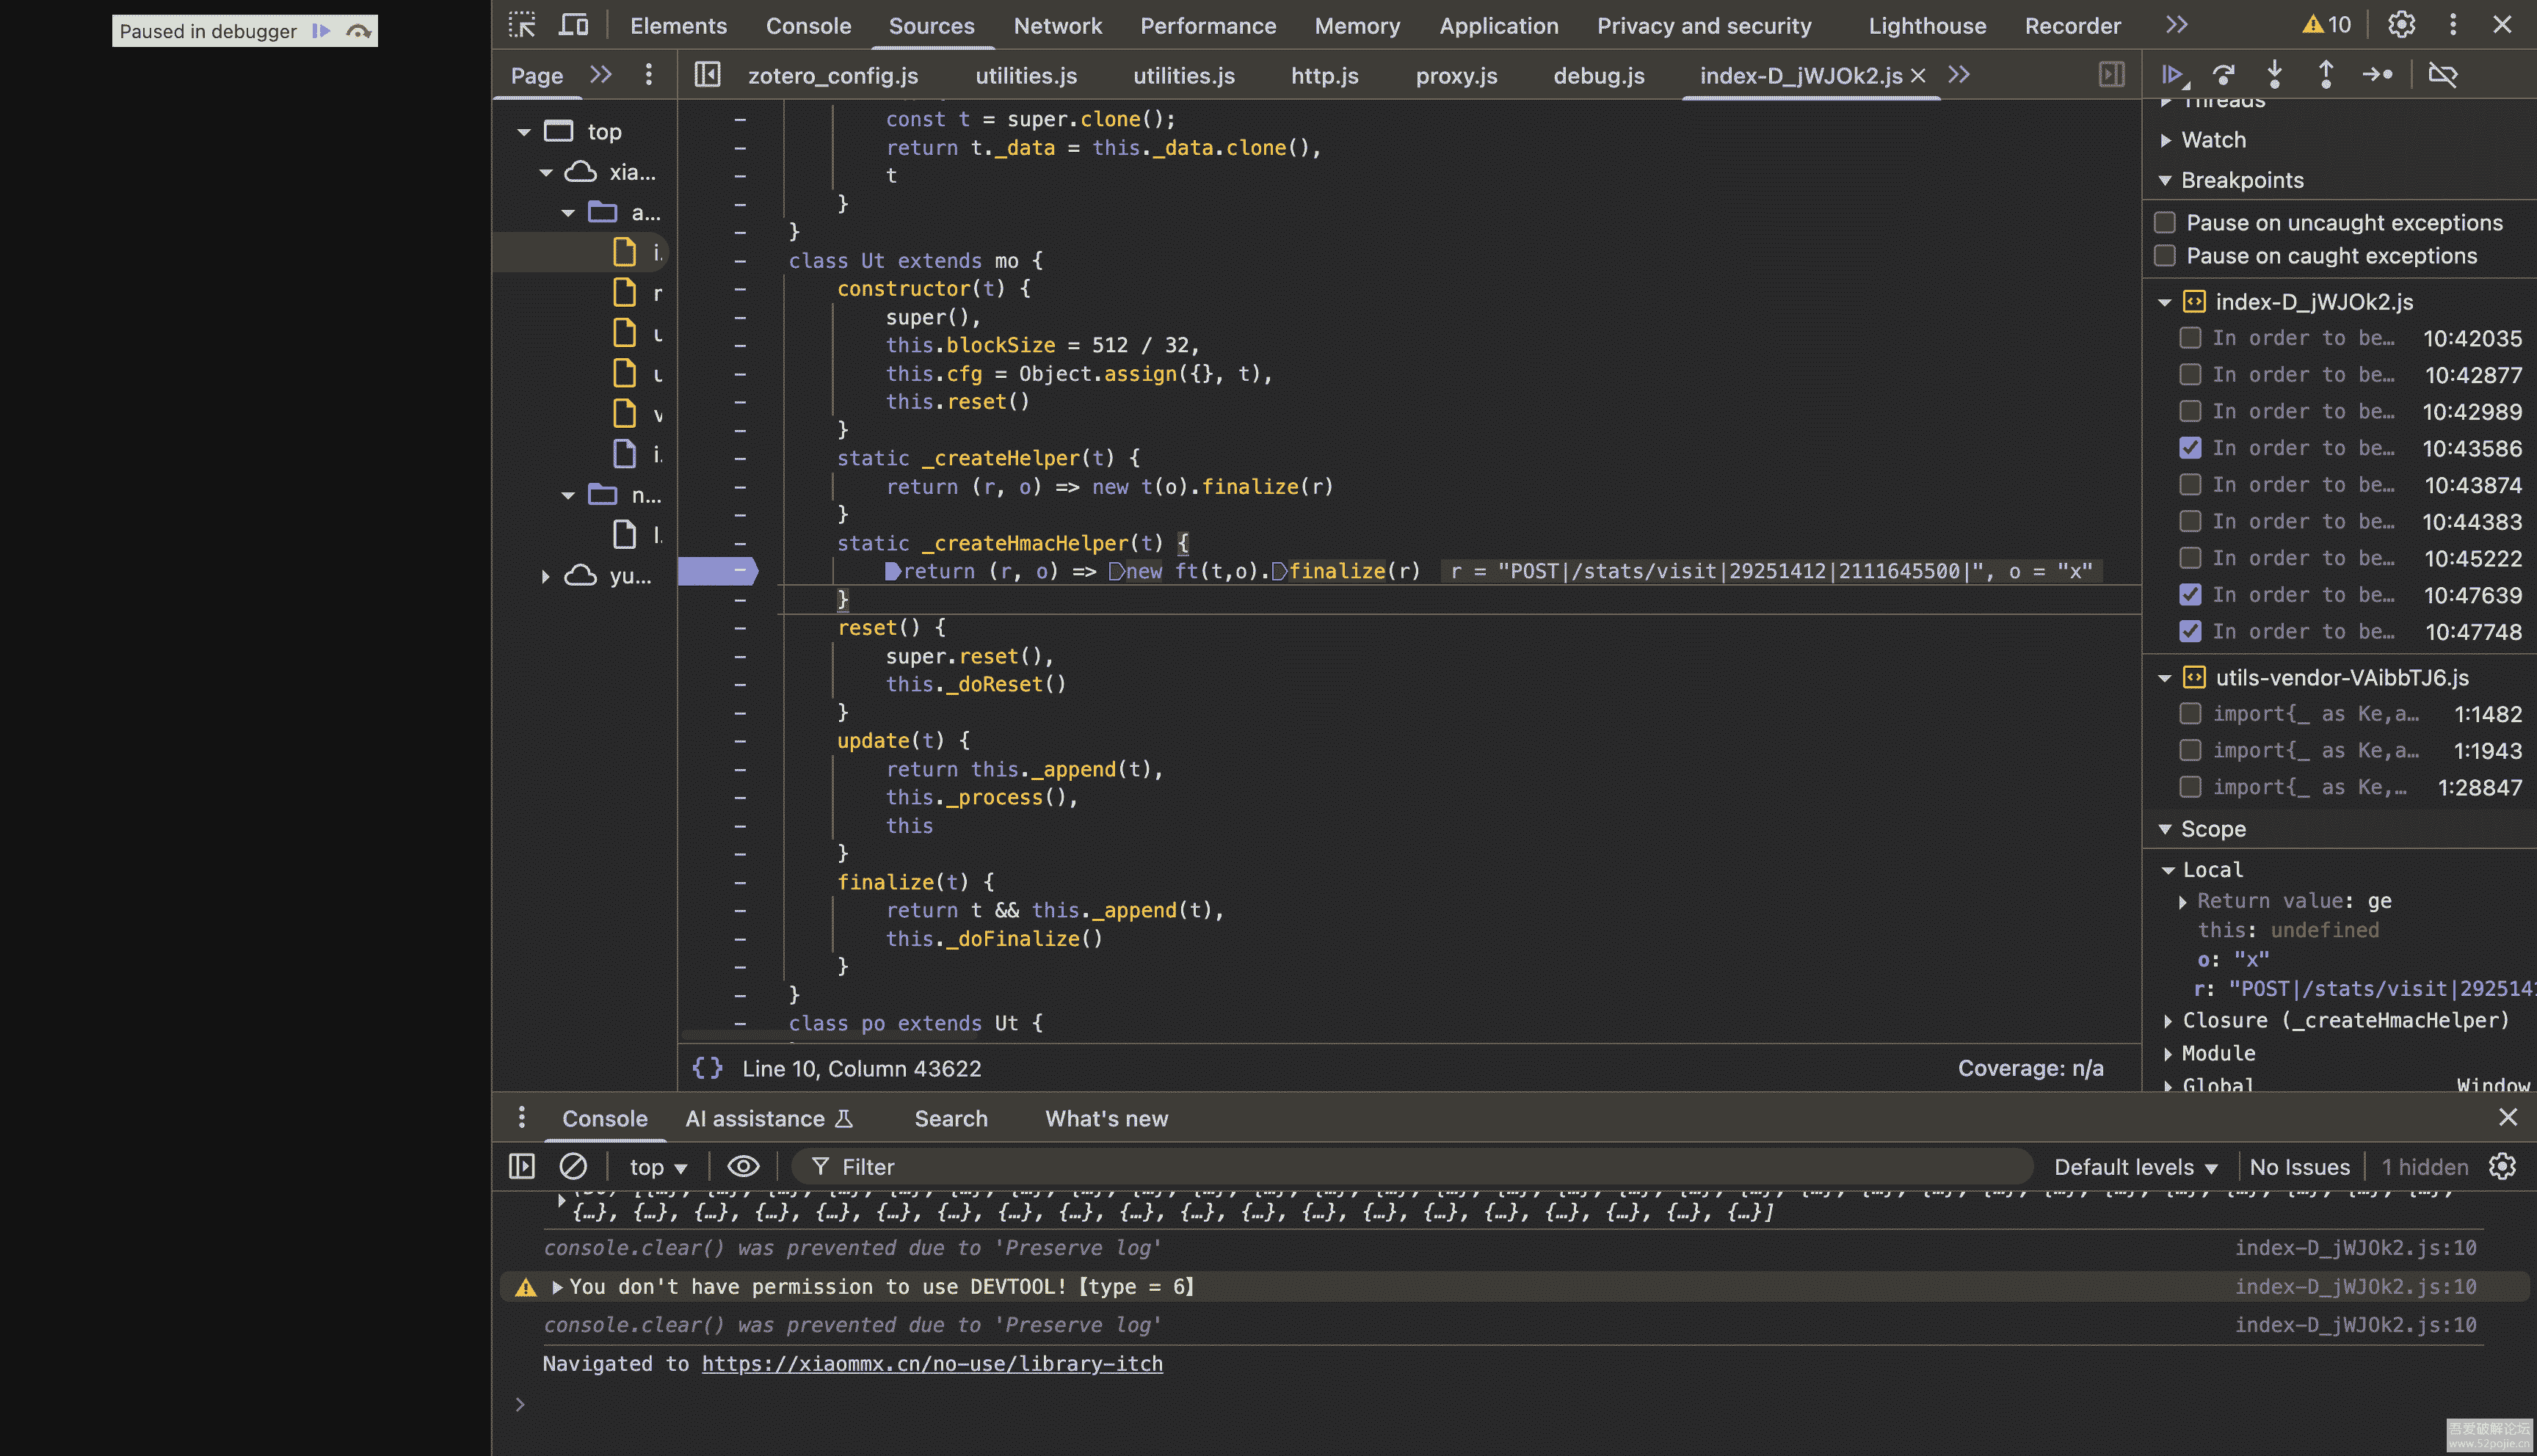 Paused in debugger
Elements Console Sources Network Performance Memory Application Privacy and security Lighthouse Recorder 10
Page
zotero_config.js utilities.js utilities.js http.js proxy.js debug.js index-D_jWJOk2.js
top
xia...
a...
i.
r
u
u
v
i.
n...
l.
yu...
const t = super.clone();
return t._data = this._data.clone(),
t
}
}
class Ut extends mo {
constructor(t) {
super(),
this.blockSize = 512 / 32,
this.cfg = Object.assign({}, t),
this.reset()
}
static _createHelper(t) {
return (r, o) => new t(o).finalize(r)
}
static _createHmacHelper(t) {
return (r, o) => new ft(t,o).finalize(r) r = "POST|/stats/visit|29251412|2111645500|", o = "x"
}
reset() {
super.reset(),
this._doReset()
}
update(t) {
return this._append(t),
this._process(),
this
}
finalize(t) {
return t && this._append(t),
this._doFinalize()
}
}
class po extends Ut {
{} Line 10, Column 43622 Coverage: n/a
Threads
Watch
Breakpoints
Pause on uncaught exceptions
Pause on caught exceptions
index-D_jWJOk2.js
In order to be… 10:42035
In order to be… 10:42877
In order to be… 10:42989
In order to be… 10:43586
In order to be… 10:43874
In order to be… 10:44383
In order to be… 10:45222
In order to be… 10:47639
In order to be… 10:47748
utils-vendor-VAibbTJ6.js
import{_ as Ke,a… 1:1482
import{_ as Ke,a… 1:1943
import{_ as Ke,… 1:28847
Scope
Local
Return value: ge
this: undefined
o: "x"
r: "POST|/stats/visit|2925141
Closure (_createHmacHelper)
Module
Global Window
Console AI assistance Search What's new
top Filter Default levels No Issues 1 hidden
{…}, {…}, {…}, {…}, {…}, {…}, {…}, {…}, {…}, {…}, {…}, {…}, {…}, {…}, {…}, {…}, {…}, {…}, {…}, {…}]
console.clear() was prevented due to 'Preserve log' index-D_jWJOk2.js:10
You don't have permission to use DEVTOOL!【type = 6】 index-D_jWJOk2.js:10
console.clear() was prevented due to 'Preserve log' index-D_jWJOk2.js:10
Navigated to https://xiaommx.cn/no-use/library-itch
吾爱破解论坛
www.52pojie.cn